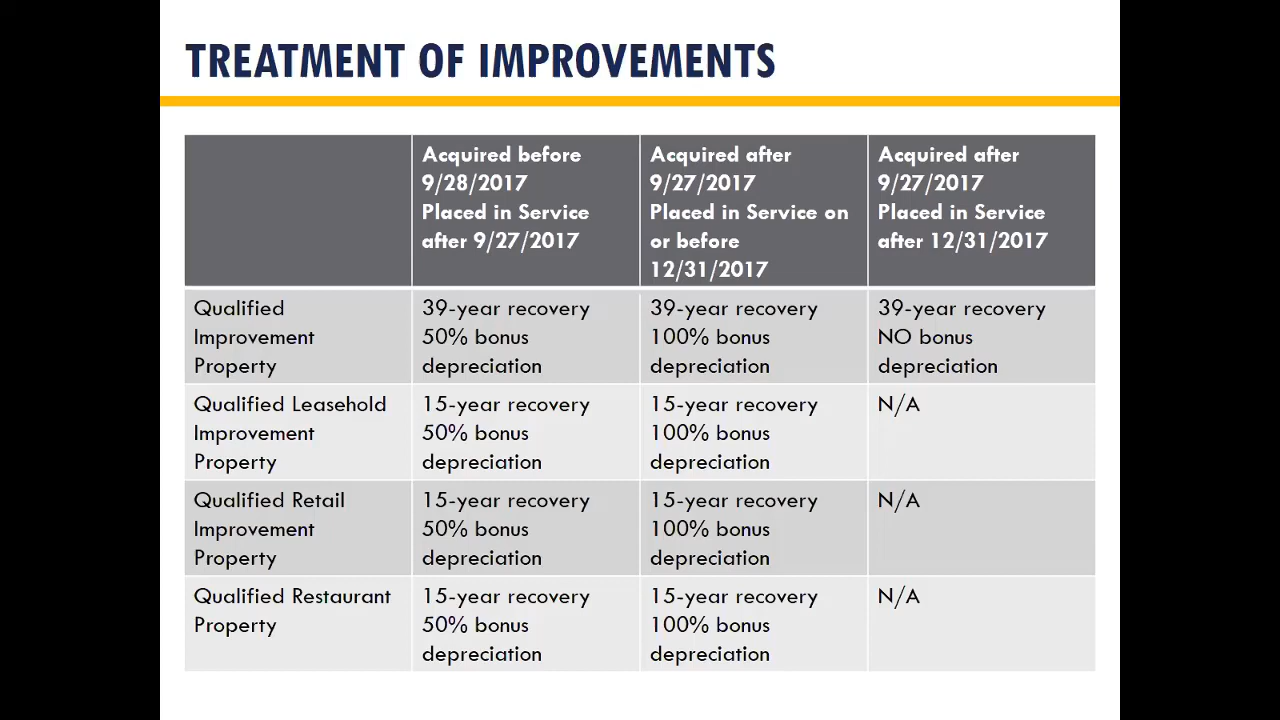 TREATMENT OF IMPROVEMENTS
Acquired before
9/28/2017
Placed in Service
after 9/27/2017
Acquired after
9/27/2017
Placed in Service on
or before
12/31/2017
Acquired after
9/27/2017
Placed in Service
after 12/31/2017
Qualified
Improvement
Property
39-year recovery
50% bonus
depreciation
39-year recovery
100% bonus
depreciation
39-year recovery
NO bonus
depreciation
Qualified Leasehold
Improvement
Property
15-year recovery
50% bonus
depreciation
15-year recovery
100% bonus
depreciation
N/A
Qualified Retail
Improvement
Property
15-year recovery
50% bonus
depreciation
15-year recovery
100% bonus
depreciation
N/A
Qualified Restaurant
Property
15-year recovery
50% bonus
depreciation
15-year recovery
100% bonus
depreciation
N/A